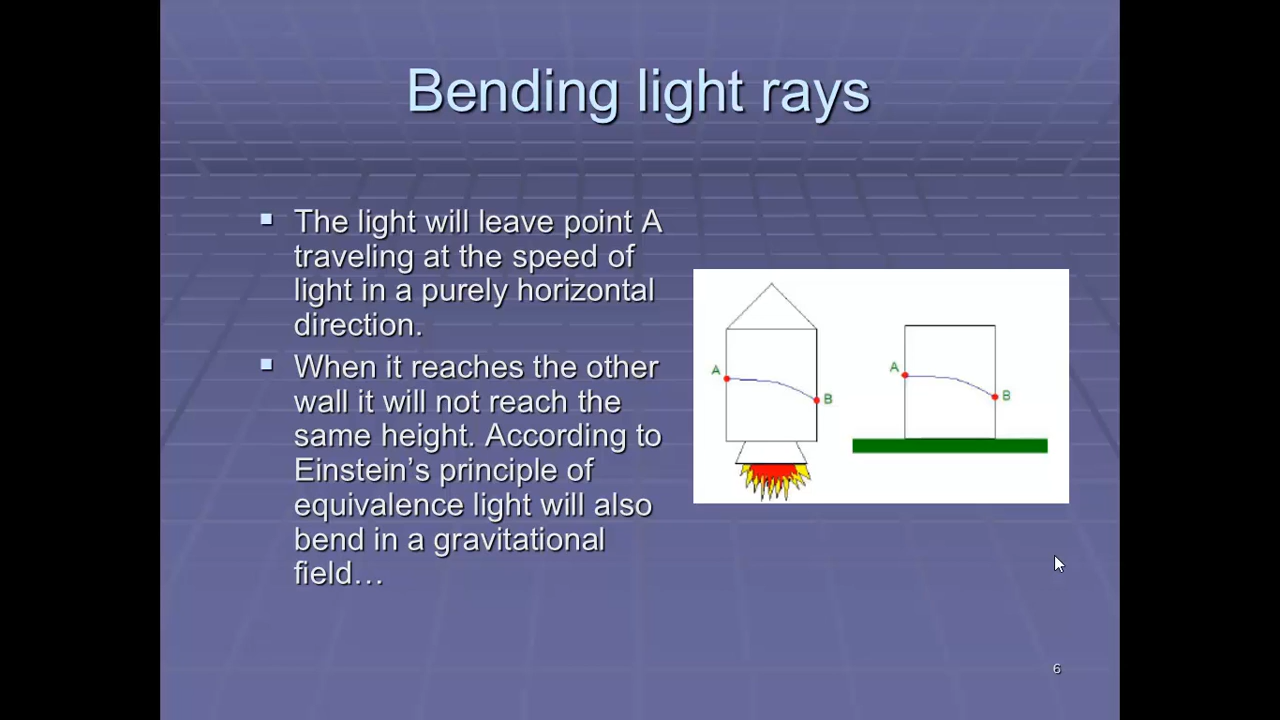 Bending light rays
The light will leave point A
traveling at the speed of
light in a purely horizontal
direction.
When it reaches the other
wall it will not reach the
same height. According to
Einstein’s principle of
equivalence light will also
bend in a gravitational
field…
A
B
A
B
6